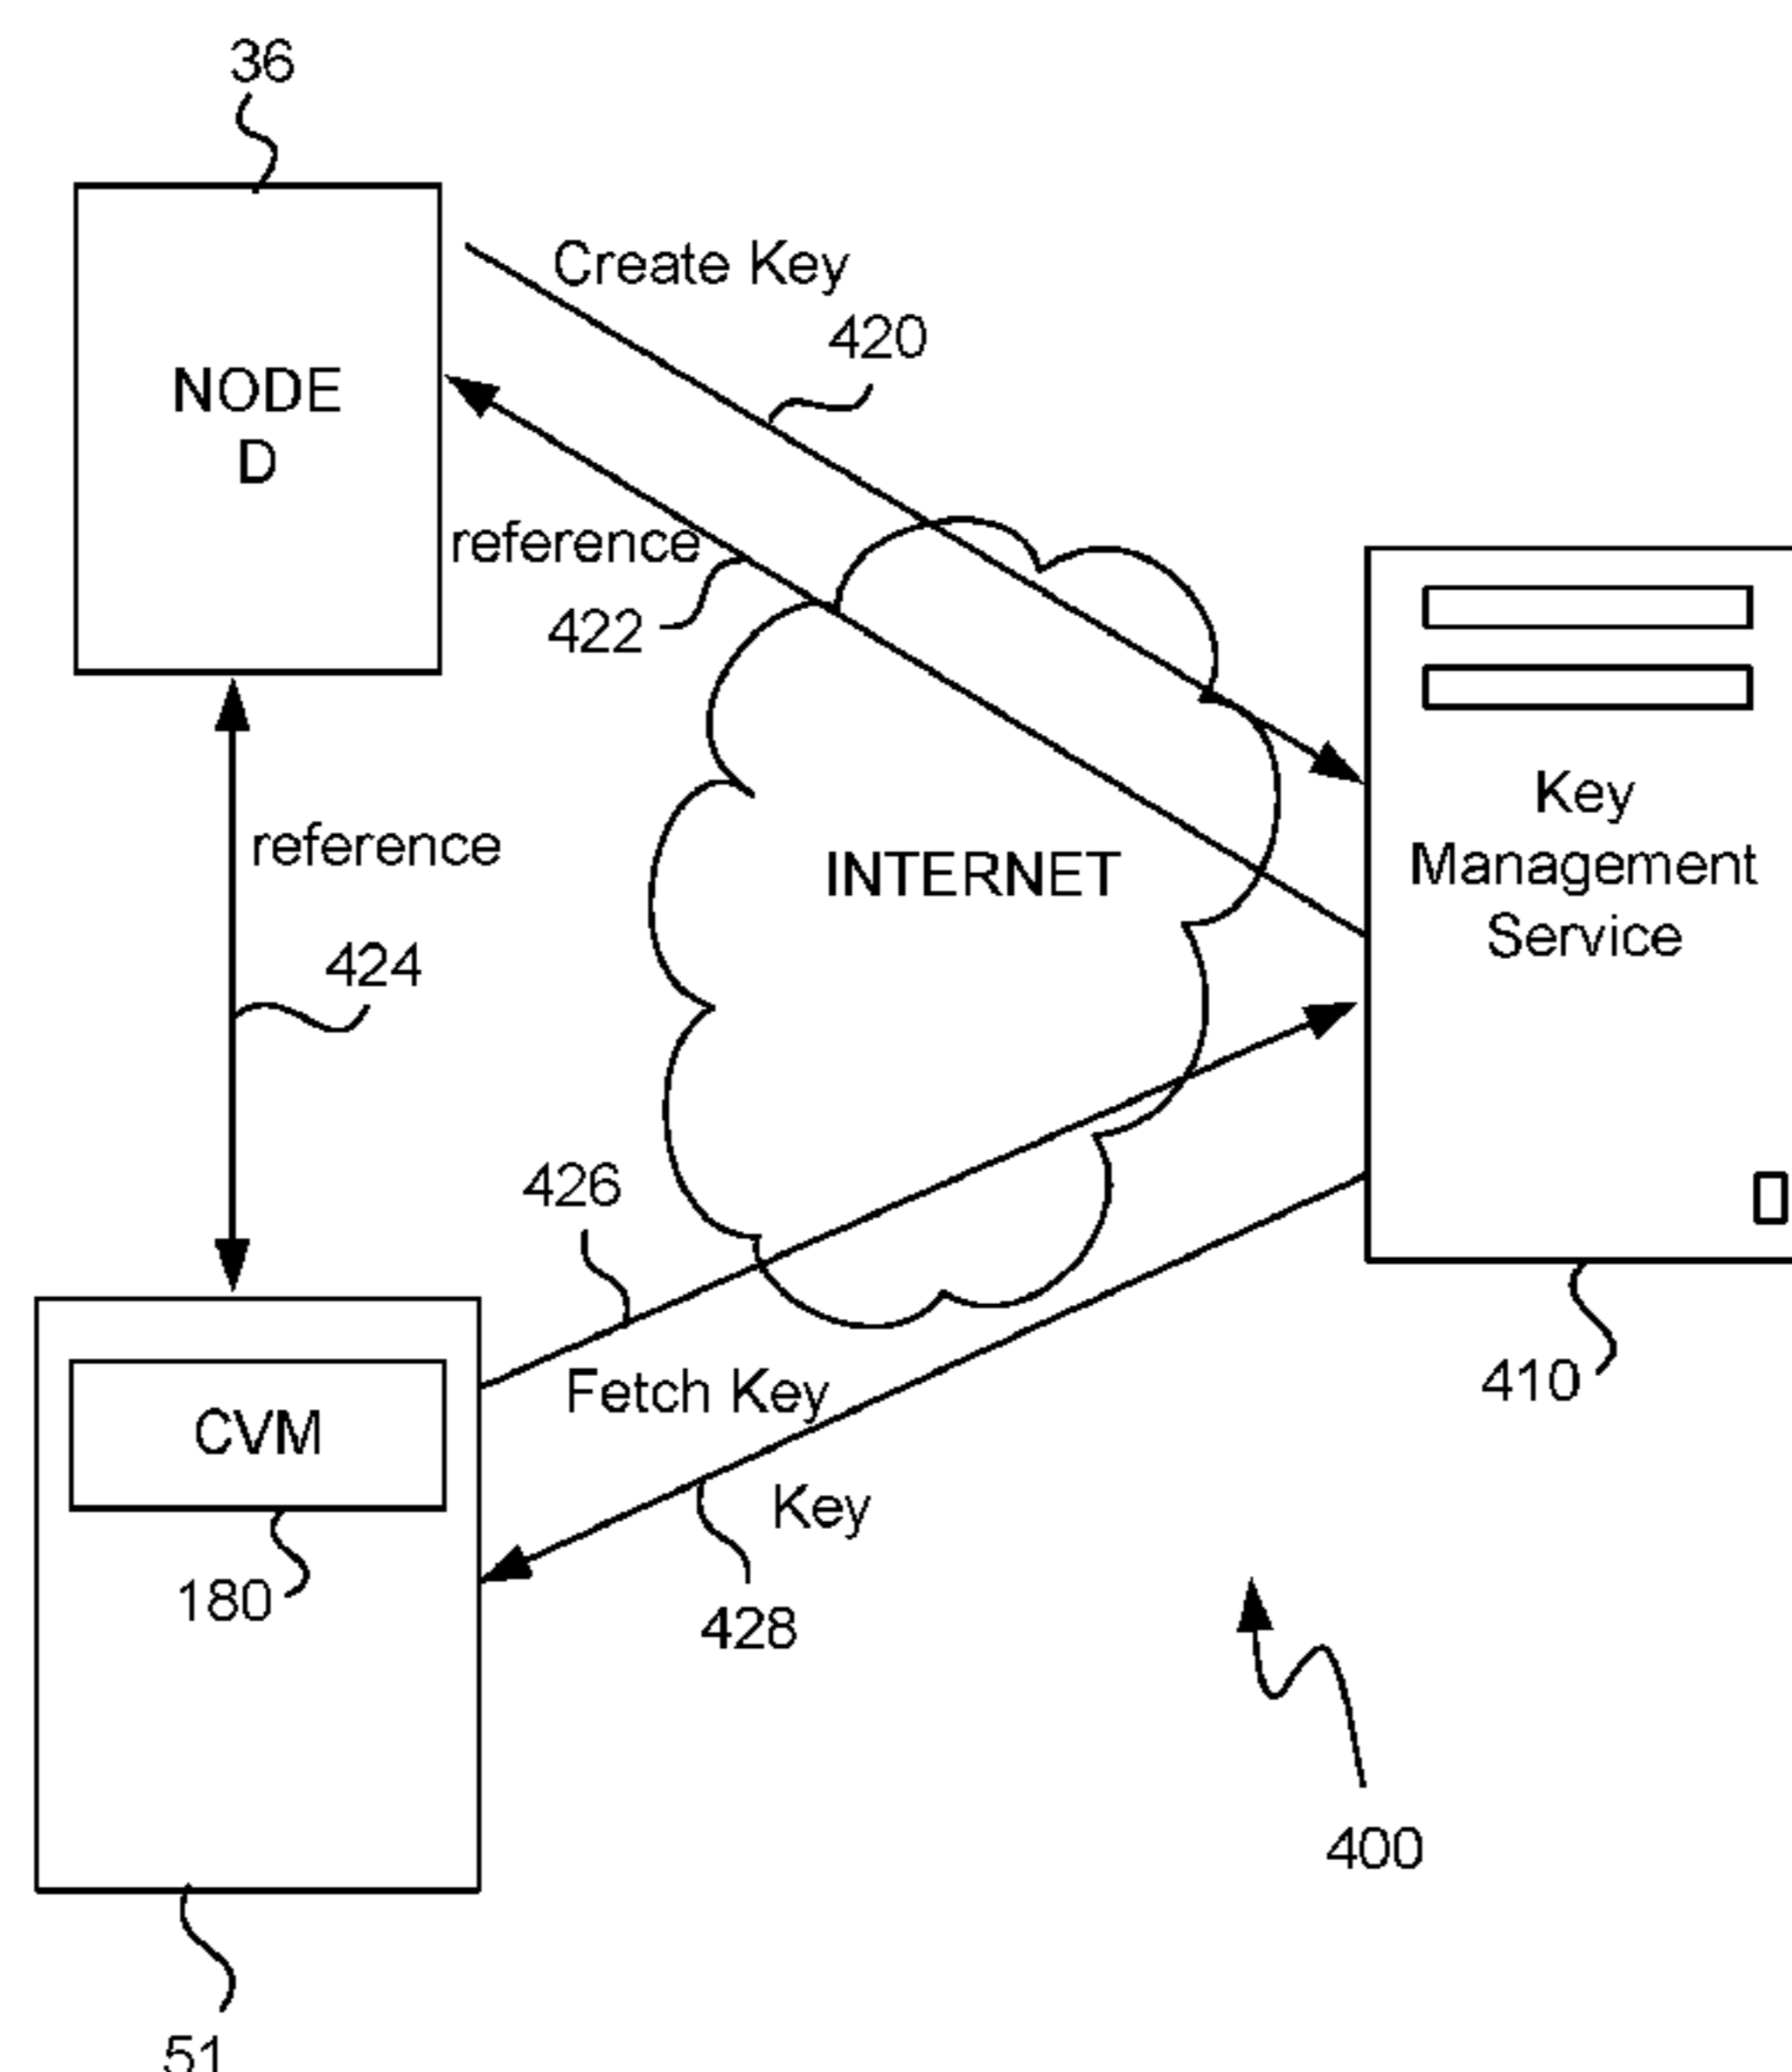 36
Create Key
420
NODE
D
reference
422
Key
Management
Service
INTERNET
reference
424
426
Fetch Key
410
CVM
Key
180
428
400
51